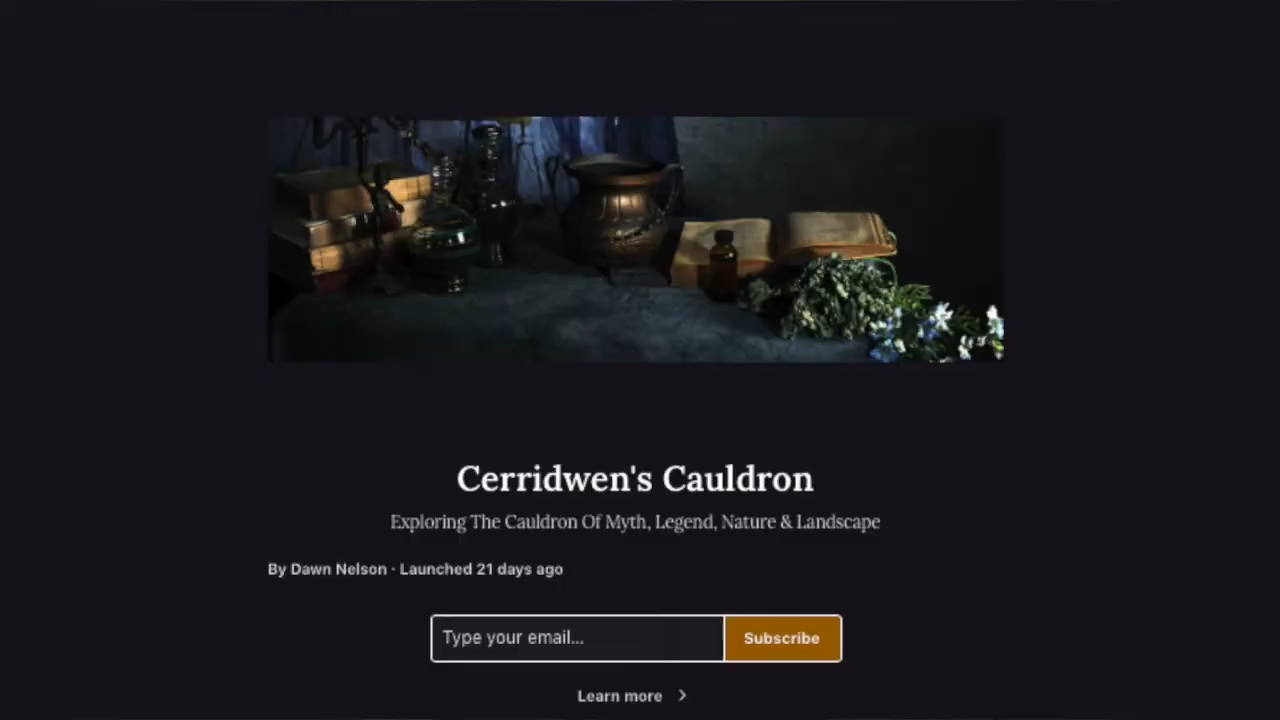 Cerridwen's Cauldron
Exploring The Cauldron Of Myth, Legend, Nature & Landscape
By Dawn Nelson · Launched 21 days ago
Type your email...
Subscribe
Learn more